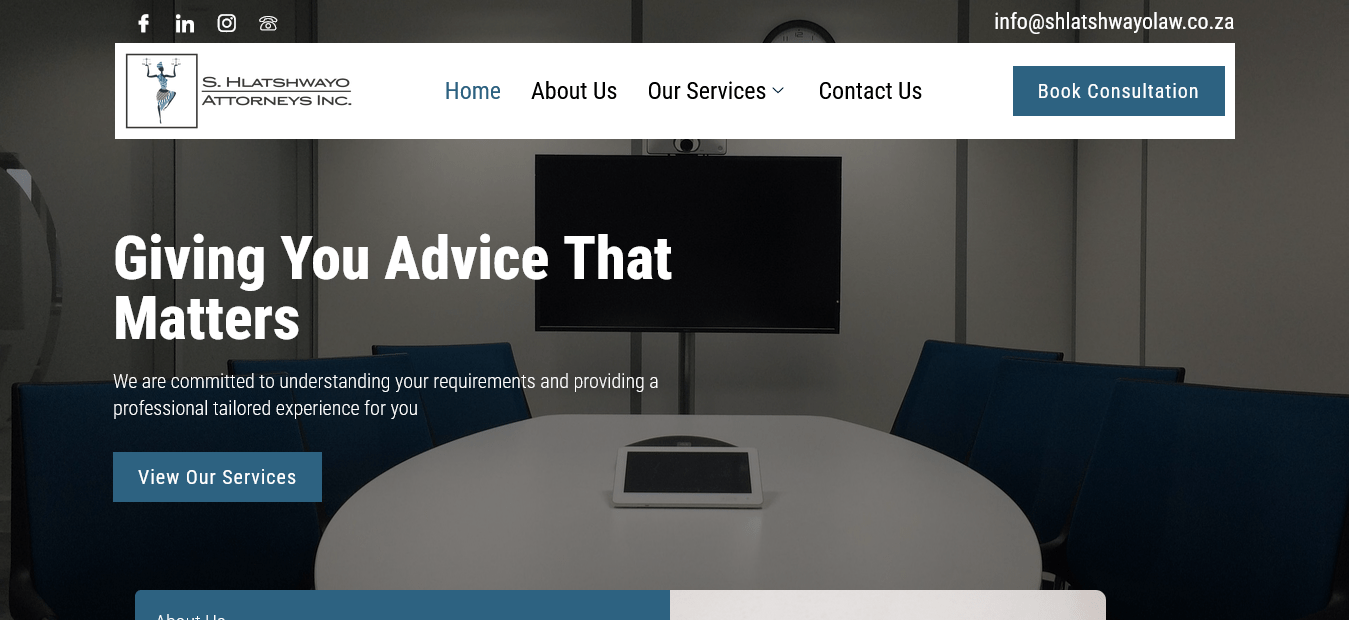 info@shlatshwayolaw.co.za
S. Hlatshwayo
Attorneys Inc.
Home
About Us
Our Services
Contact Us
Book Consultation
Giving You Advice That
Matters
We are committed to understanding your requirements and providing a
professional tailored experience for you
View Our Services
About Us